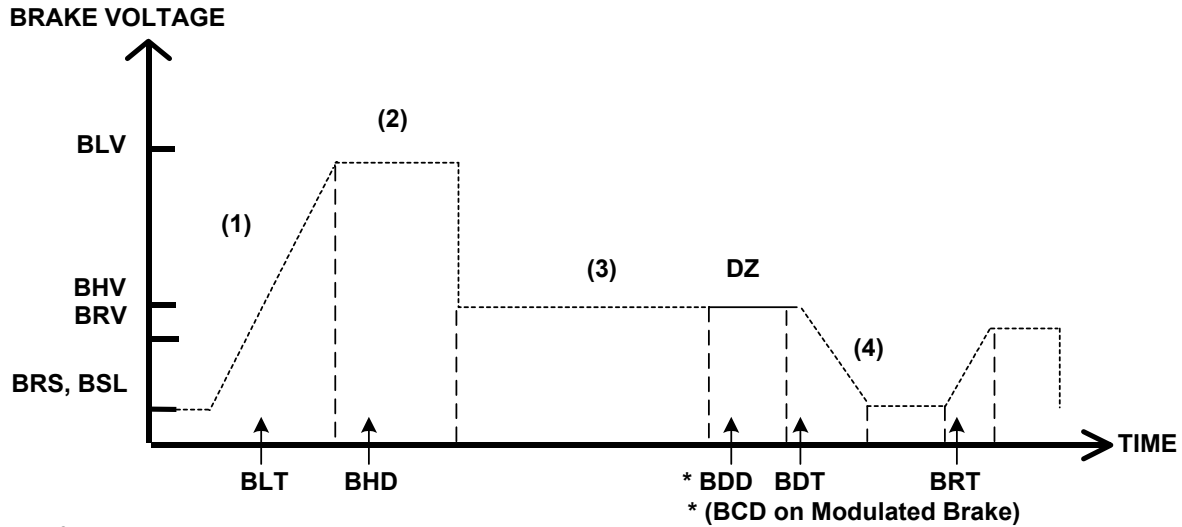 BRAKE VOLTAGE
(2)
BLV
(1)
BHV
(3)
DZ
BRV
(4)
BRS, BSL
TIME
BLT
BHD
* BDD
BDT
BRT
* (BCD on Modulated Brake)